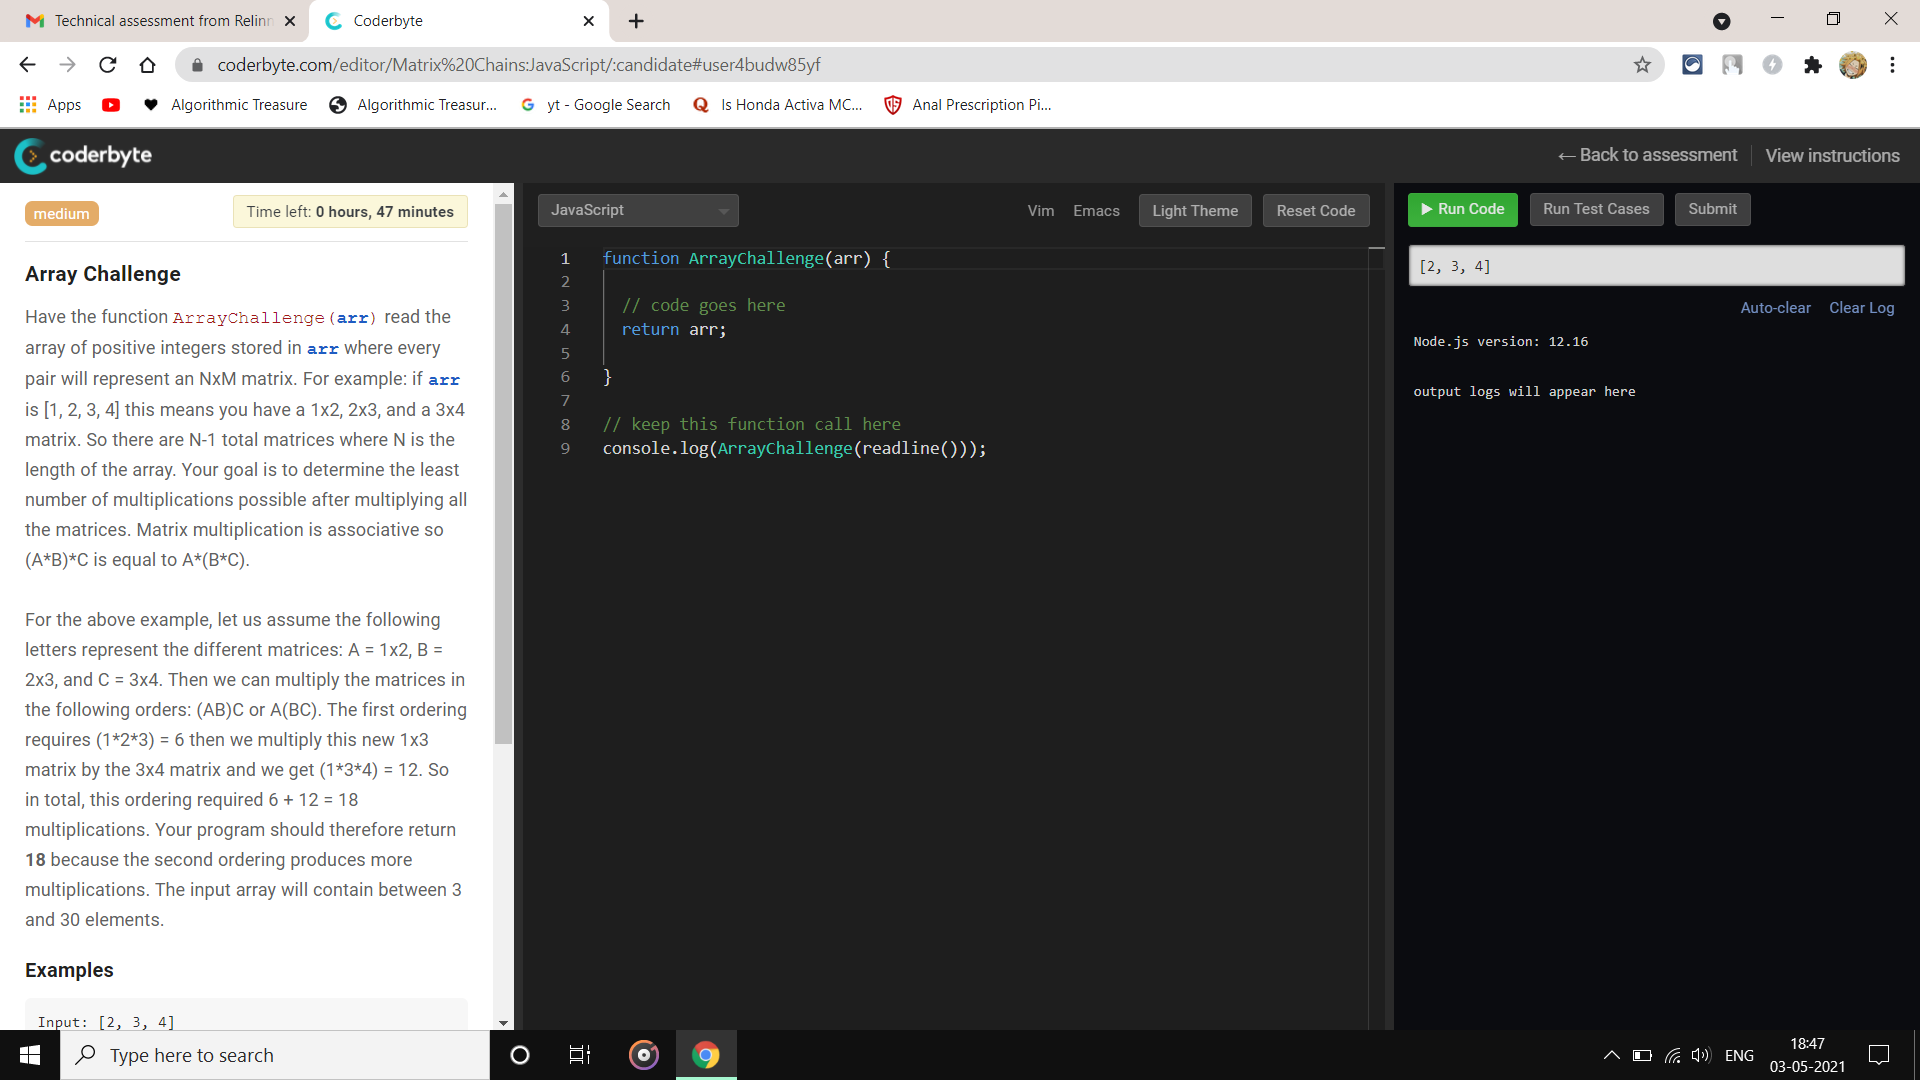 Technical assessment from Relinn
Coderbyte
coderbyte.com/editor/Matrix%20Chains:JavaScript/:candidate#user4budw85yf
Apps
Algorithmic Treasure
Algorithmic Treasur...
yt - Google Search
Is Honda Activa MC...
Anal Prescription Pi...
coderbyte
←Back to assessment
View instructions
medium
Time left: 0 hours, 47 minutes
Array Challenge
Have the function ArrayChallenge(arr) read the
array of positive integers stored in arr where every
pair will represent an NxM matrix. For example: if arr
is [1, 2, 3, 4] this means you have a 1x2, 2x3, and a 3x4
matrix. So there are N-1 total matrices where N is the
length of the array. Your goal is to determine the least
number of multiplications possible after multiplying all
the matrices. Matrix multiplication is associative so
(A*B)*C is equal to A*(B*C).
For the above example, let us assume the following
letters represent the different matrices: A = 1x2, B =
2x3, and C = 3x4. Then we can multiply the matrices in
the following orders: (AB)C or A(BC). The first ordering
requires (1*2*3) = 6 then we multiply this new 1x3
matrix by the 3x4 matrix and we get (1*3*4) = 12. So
in total, this ordering required 6 + 12 = 18
multiplications. Your program should therefore return
18 because the second ordering produces more
multiplications. The input array will contain between 3
and 30 elements.
Examples
Input: [2, 3, 4]
JavaScript
Vim
Emacs
Light Theme
Reset Code
1 function ArrayChallenge(arr) {
2
3 // code goes here
4 return arr;
5
6 }
7
8 // keep this function call here
9 console.log(ArrayChallenge(readline()));
Run Code
Run Test Cases
Submit
[2, 3, 4]
Auto-clear
Clear Log
Node.js version: 12.16
output logs will appear here
Type here to search
ENG
18:47
03-05-2021